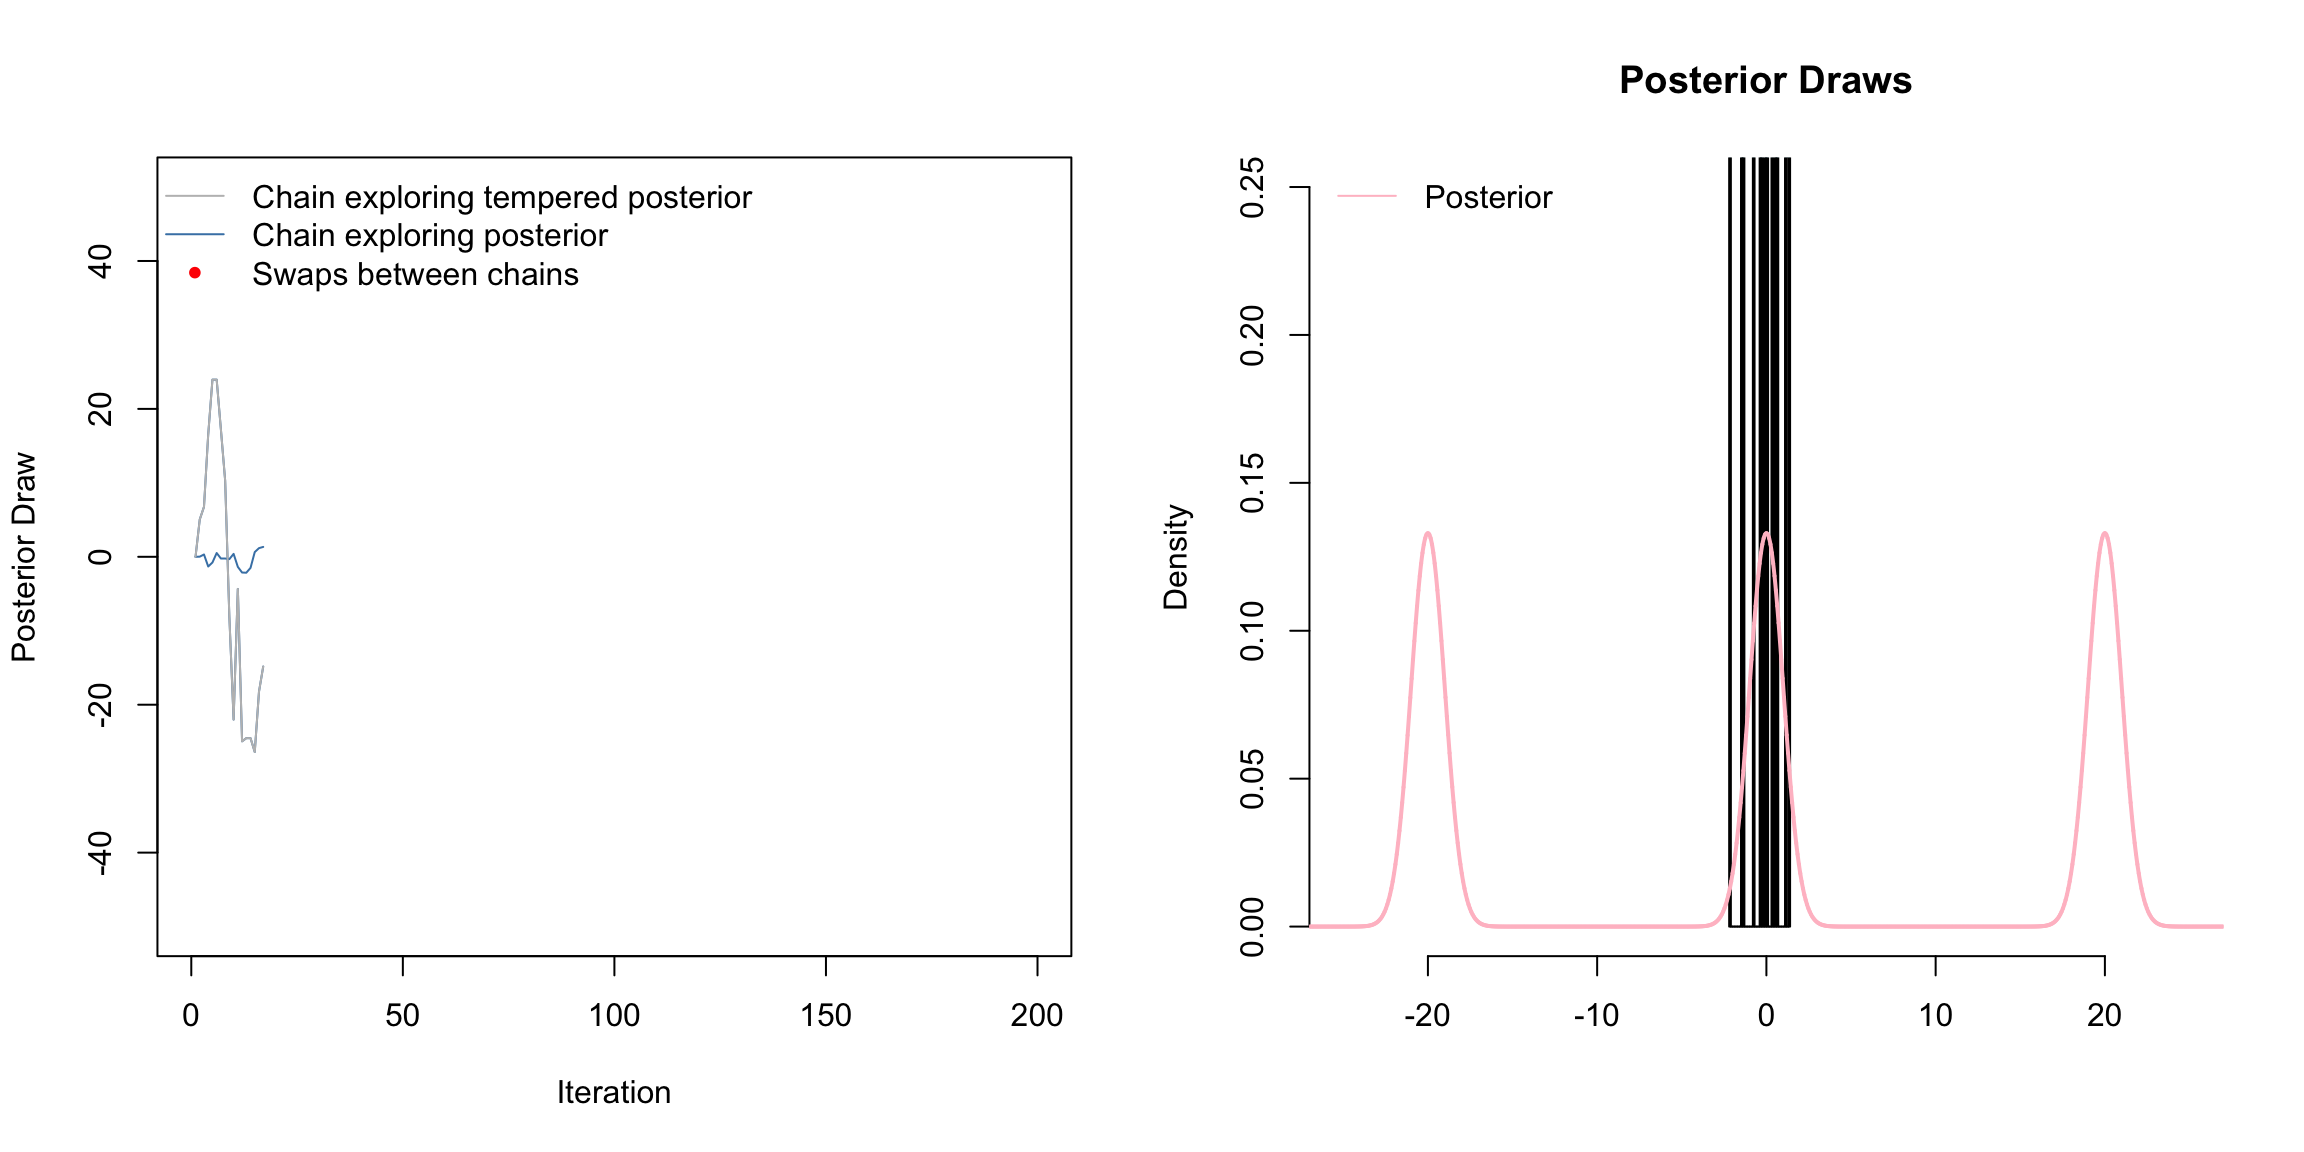 Chain exploring tempered posterior
Chain exploring posterior
Swaps between chains
Posterior Draw
40
20
0
-20
-40
0 50 100 150 200
Iteration
Posterior Draws
Posterior
Density
0.25
0.20
0.15
0.10
0.05
0.00
-20 -10 0 10 20